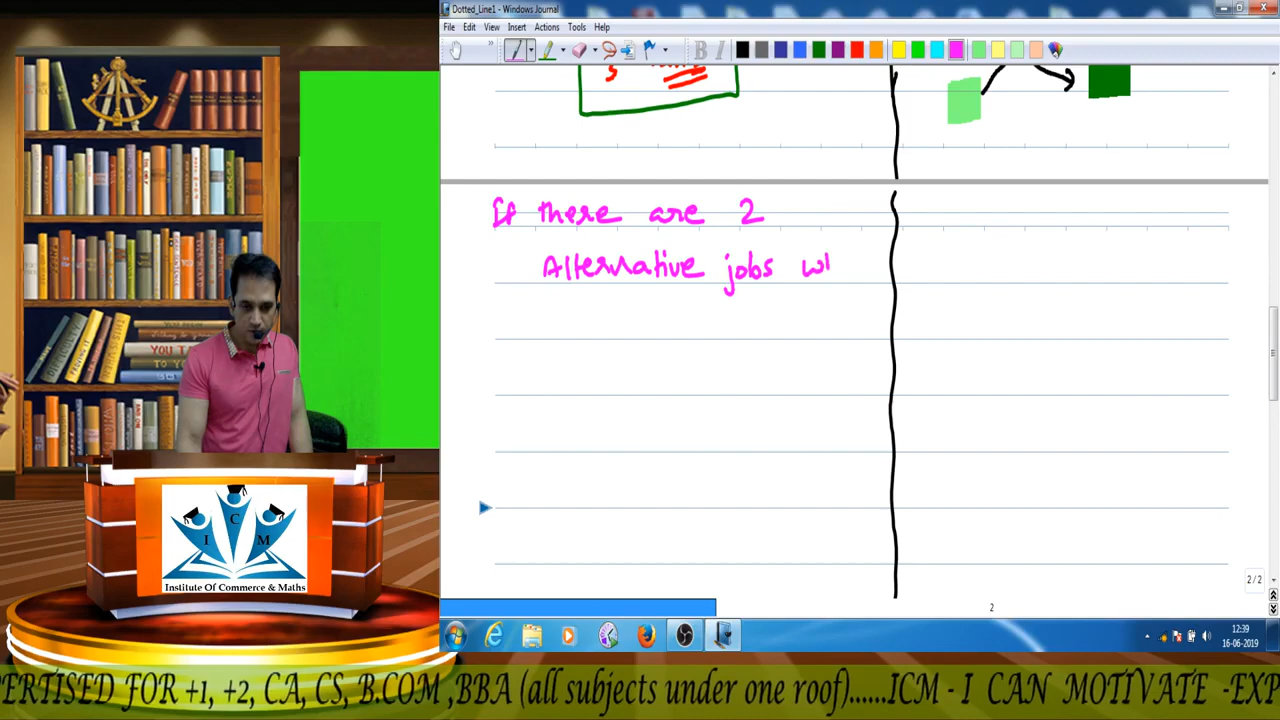 Dotted_Line1 - Windows Journal
File Edit View Insert Actions Tools Help
B I
If there are 2
Alternative jobs wh
2 / 2
2
I C M
Institute Of Commerce & Maths
12:39
16-06-2019
PERTISED FOR +1, +2, CA, CS, B.COM ,BBA (all subjects under one roof)......ICM - I CAN MOTIVATE -EXP